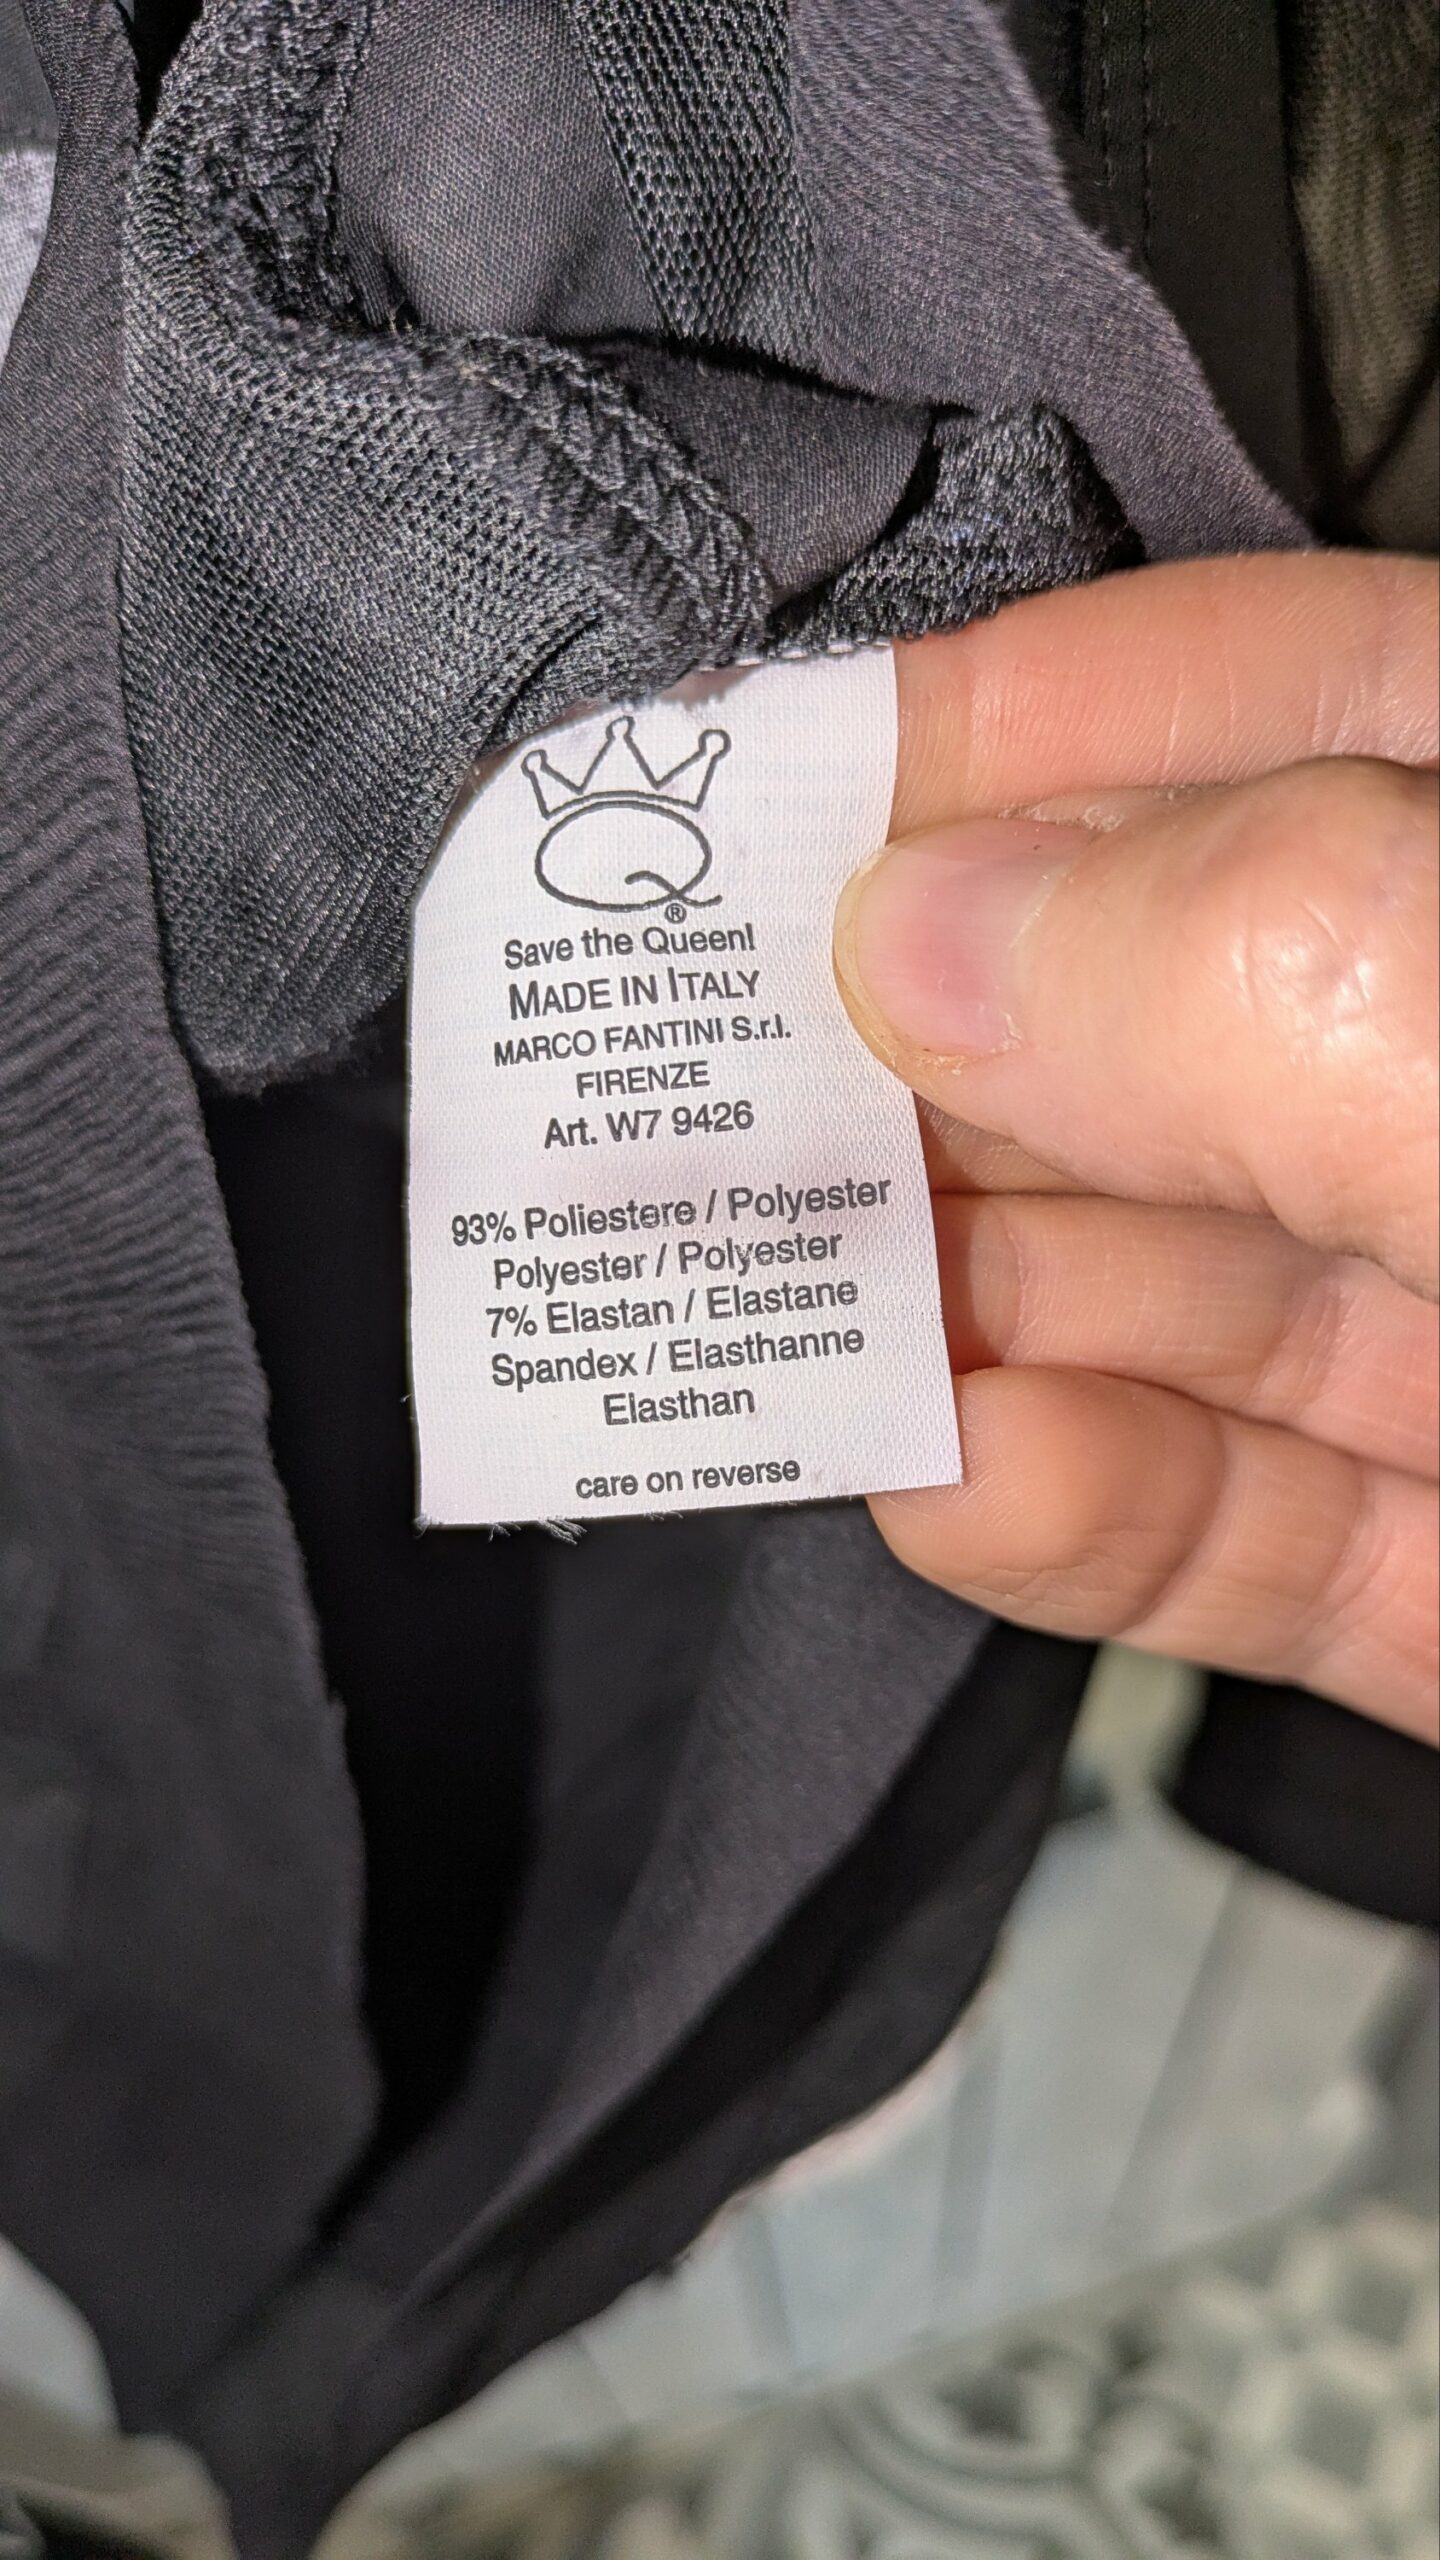 Q
®
Save the Queen!
MADE IN ITALY
MARCO FANTINI S.r.l.
FIRENZE
Art. W7 9426
93% Poliestere / Polyester
Polyester / Polyester
7% Elastan / Elastane
Spandex / Elasthanne
Elasthan
care on reverse